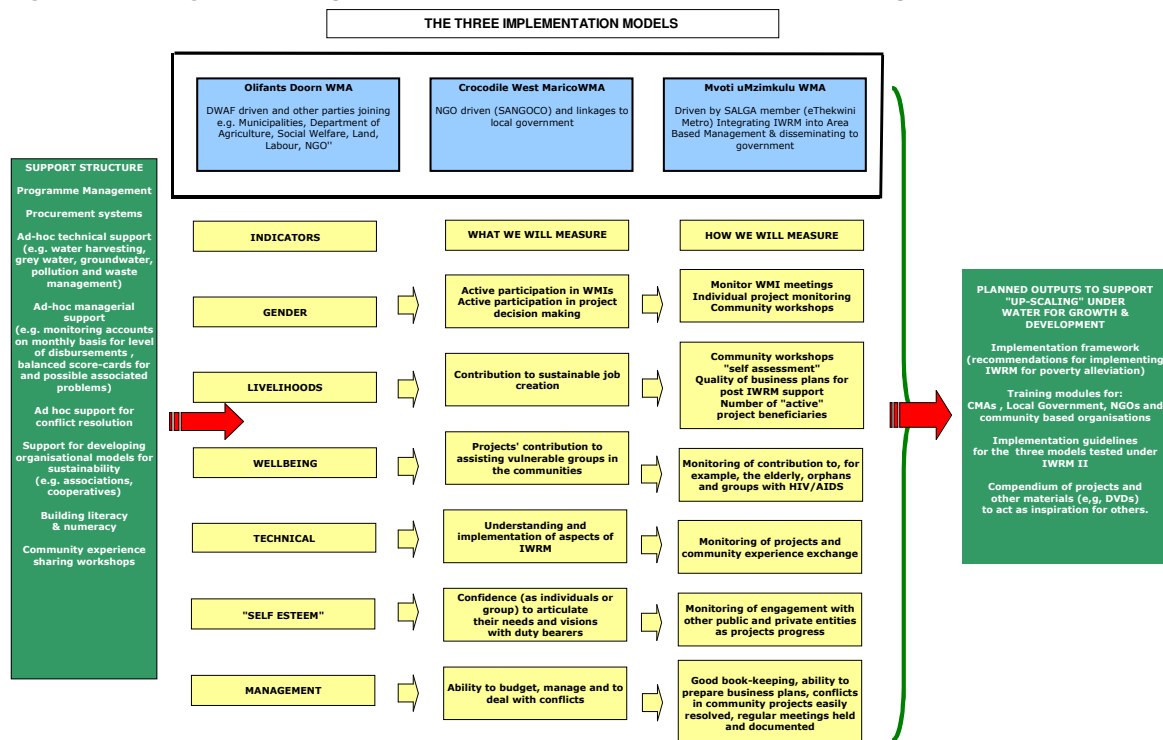 THE THREE IMPLEMENTATION MODELS
Olifants Doorn WMA
DWAF driven and other parties joining
e.g. Municipalities, Department of
Agriculture, Social Welfare, Land,
Labour, NGO"
Crocodile West MaricoWMA
NGO driven (SANGOCO) and linkages to
local government
Mvoti uMzimkulu WMA
Driven by SALGA member (eThekwini
Metro) Integrating IWRM into Area
Based Management & disseminating to
government
SUPPORT STRUCTURE
Programme Management
Procurement systems
Ad-hoc technical support
(e.g. water harvesting,
grey water, groundwater,
pollution and waste
management)
Ad-hoc managerial
support
(e.g. monitoring accounts
on monthly basis for level
of disbursements ,
balanced score-cards for
and possible associated
problems)
Ad hoc support for
conflict resolution
Support for developing
organisational models for
sustainability
(e.g. associations,
cooperatives)
Building literacy
& numeracy
Community experience
sharing workshops
INDICATORS
WHAT WE WILL MEASURE
HOW WE WILL MEASURE
GENDER
Active participation in WMIs
Active participation in project
decision making
Monitor WMI meetings
Individual project monitoring
Community workshops
LIVELIHOODS
Contribution to sustainable job
creation
Community workshops
"self assessment"
Quality of business plans for
post IWRM support
Number of "active"
project beneficiaries
WELLBEING
Projects' contribution to
assisting vulnerable groups in
the communities
Monitoring of contribution to, for
example, the elderly, orphans
and groups with HIV/AIDS
TECHNICAL
Understanding and
implementation of aspects of
IWRM
Monitoring of projects and
community experience exchange
"SELF ESTEEM"
Confidence (as individuals or
group) to articulate
their needs and visions
with duty bearers
Monitoring of engagement with
other public and private entities
as projects progress
MANAGEMENT
Ability to budget, manage and to
deal with conflicts
Good book-keeping, ability to
prepare business plans, conflicts
in community projects easily
resolved, regular meetings held
and documented
PLANNED OUTPUTS TO SUPPORT
"UP-SCALING" UNDER
WATER FOR GROWTH &
DEVELOPMENT
Implementation framework
(recommendations for implementing
IWRM for poverty alleviation)
Training modules for:
CMAs , Local Government, NGOs and
community based organisations
Implementation guidelines
for the three models tested under
IWRM II
Compendium of projects and
other materials (e,g, DVDs)
to act as inspiration for others.